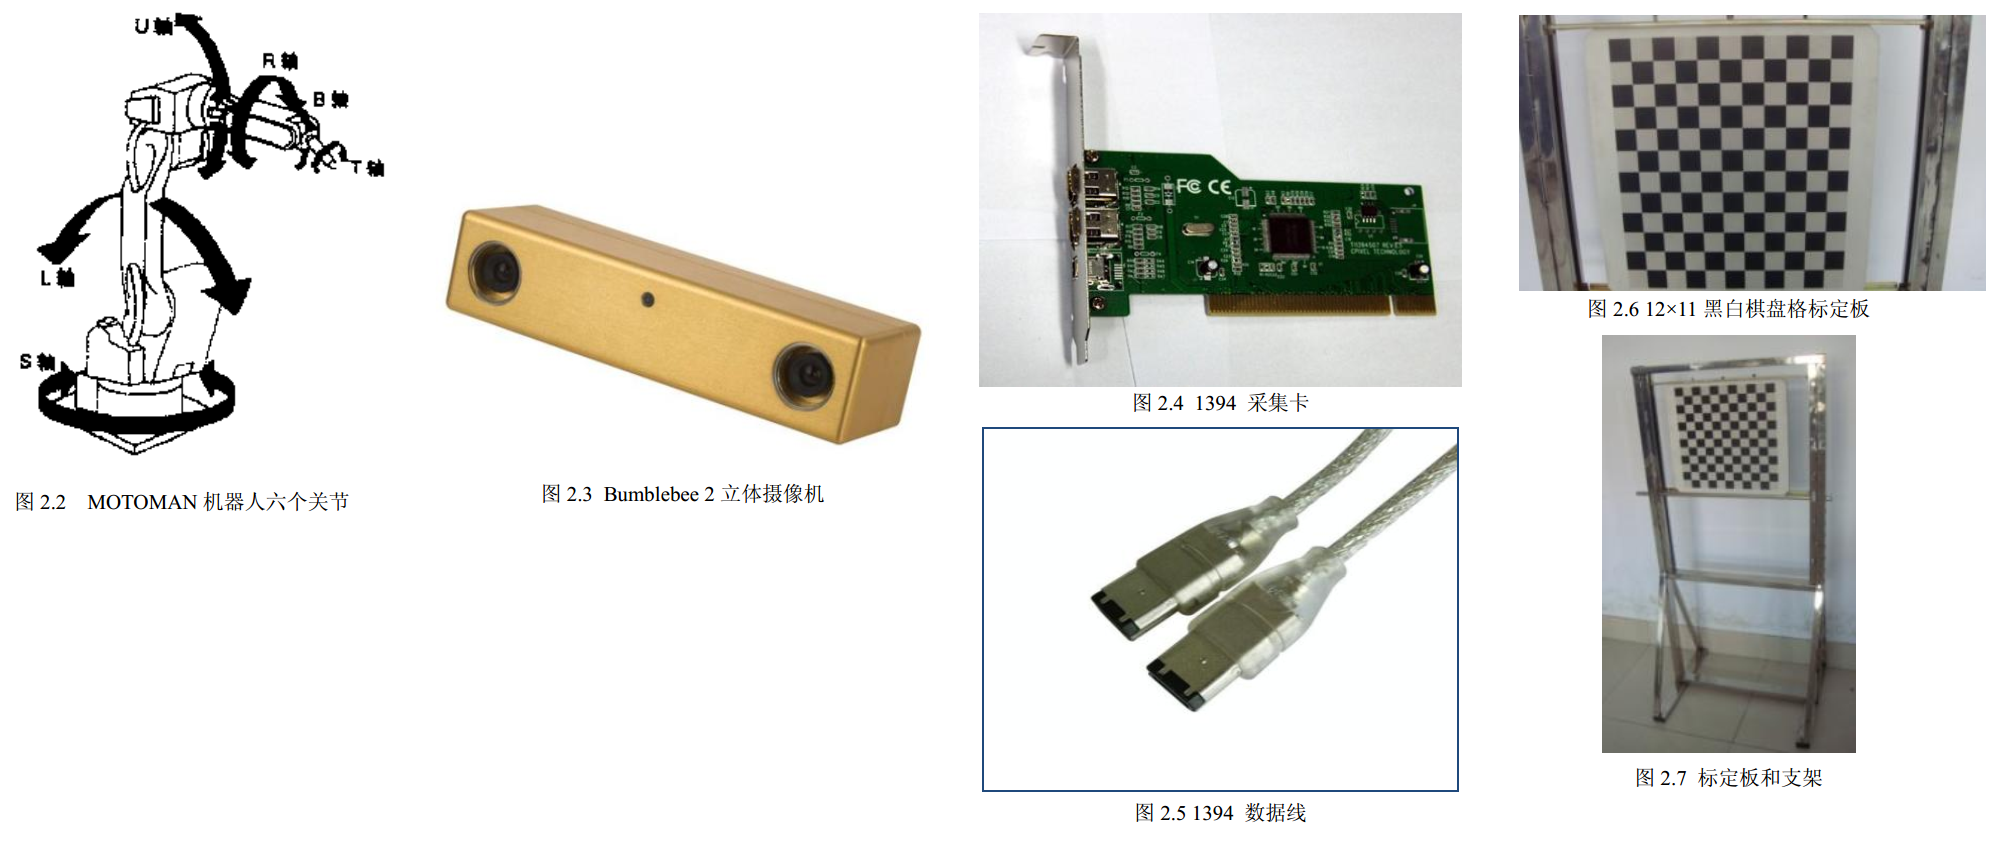 U轴
R轴
B轴
T轴
L轴
S轴
图 2.2 MOTOMAN 机器人六个关节
图 2.3 Bumblebee 2 立体摄像机
FC CE
CPIXEL TECHNOLOGY
图 2.4 1394 采集卡
图 2.5 1394 数据线
图 2.6 12×11 黑白棋盘格标定板
图 2.7 标定板和支架